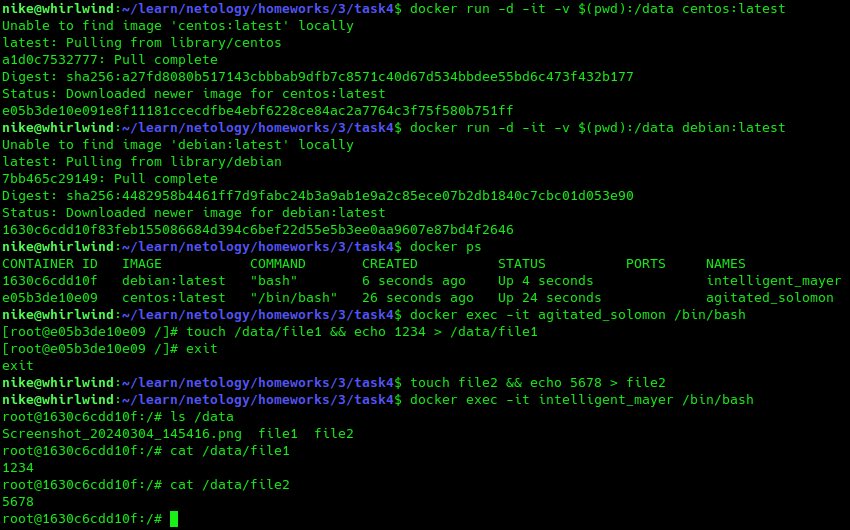 nike@whirlwind:~/learn/netology/homeworks/3/task4$ docker run -d -it -v $(pwd):/data centos:latest
Unable to find image 'centos:latest' locally
latest: Pulling from library/centos
a1d0c7532777: Pull complete
Digest: sha256:a27fd8080b517143cbbbab9dfb7c8571c40d67d534bbdee55bd6c473f432b177
Status: Downloaded newer image for centos:latest
e05b3de10e091e8f11181ccecdfbe4ebf6228ce84ac2a7764c3f75f580b751ff
nike@whirlwind:~/learn/netology/homeworks/3/task4$ docker run -d -it -v $(pwd):/data debian:latest
Unable to find image 'debian:latest' locally
latest: Pulling from library/debian
7bb465c29149: Pull complete
Digest: sha256:4482958b4461ff7d9fabc24b3a9ab1e9a2c85ece07b2db1840c7cbc01d053e90
Status: Downloaded newer image for debian:latest
1630c6cdd10f83feb155086684d394c6bef22d55e5b3ee0aa9607e87bd4f2646
nike@whirlwind:~/learn/netology/homeworks/3/task4$ docker ps
CONTAINER ID   IMAGE           COMMAND       CREATED          STATUS          PORTS     NAMES
1630c6cdd10f   debian:latest   "bash"        6 seconds ago    Up 4 seconds              intelligent_mayer
e05b3de10e09   centos:latest   "/bin/bash"   26 seconds ago   Up 24 seconds             agitated_solomon
nike@whirlwind:~/learn/netology/homeworks/3/task4$ docker exec -it agitated_solomon /bin/bash
[root@e05b3de10e09 /]# touch /data/file1 && echo 1234 > /data/file1
[root@e05b3de10e09 /]# exit
exit
nike@whirlwind:~/learn/netology/homeworks/3/task4$ touch file2 && echo 5678 > file2
nike@whirlwind:~/learn/netology/homeworks/3/task4$ docker exec -it intelligent_mayer /bin/bash
root@1630c6cdd10f:/# ls /data
Screenshot_20240304_145416.png  file1  file2
root@1630c6cdd10f:/# cat /data/file1
1234
root@1630c6cdd10f:/# cat /data/file2
5678
root@1630c6cdd10f:/#